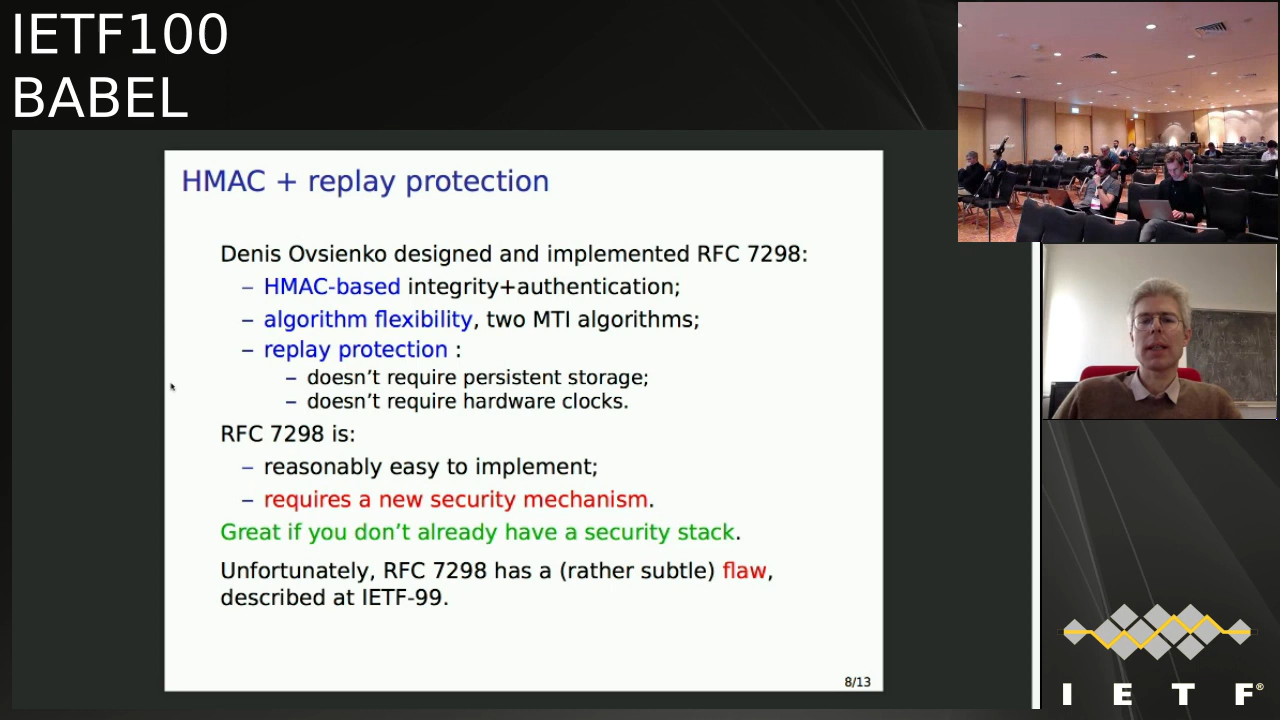 IETF100
BABEL
HMAC + replay protection
Denis Ovsienko designed and implemented RFC 7298:
– HMAC-based integrity+authentication;
– algorithm flexibility, two MTI algorithms;
– replay protection :
– doesn’t require persistent storage;
– doesn’t require hardware clocks.
RFC 7298 is:
– reasonably easy to implement;
– requires a new security mechanism.
Great if you don’t already have a security stack.
Unfortunately, RFC 7298 has a (rather subtle) flaw,
described at IETF-99.
8/13
I E T F®